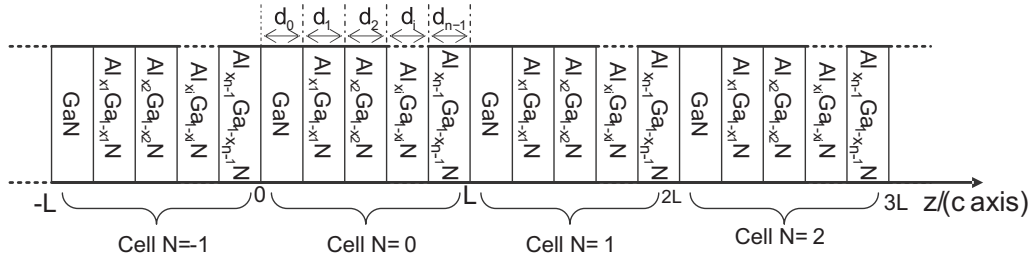 d0 d1 d2 di dn-1
GaN Alx1Ga1-x1N Alx2Ga1-x2N AlxiGa1-xiN Alxn-1Ga1-xn-1N GaN Alx1Ga1-x1N Alx2Ga1-x2N AlxiGa1-xiN Alxn-1Ga1-xn-1N GaN Alx1Ga1-x1N Alx2Ga1-x2N AlxiGa1-xiN Alxn-1Ga1-xn-1N GaN Alx1Ga1-x1N Alx2Ga1-x2N AlxiGa1-xiN Alxn-1Ga1-xn-1N
-L 0 L 2L 3L z/(c axis)
Cell N=-1 Cell N= 0 Cell N= 1 Cell N= 2